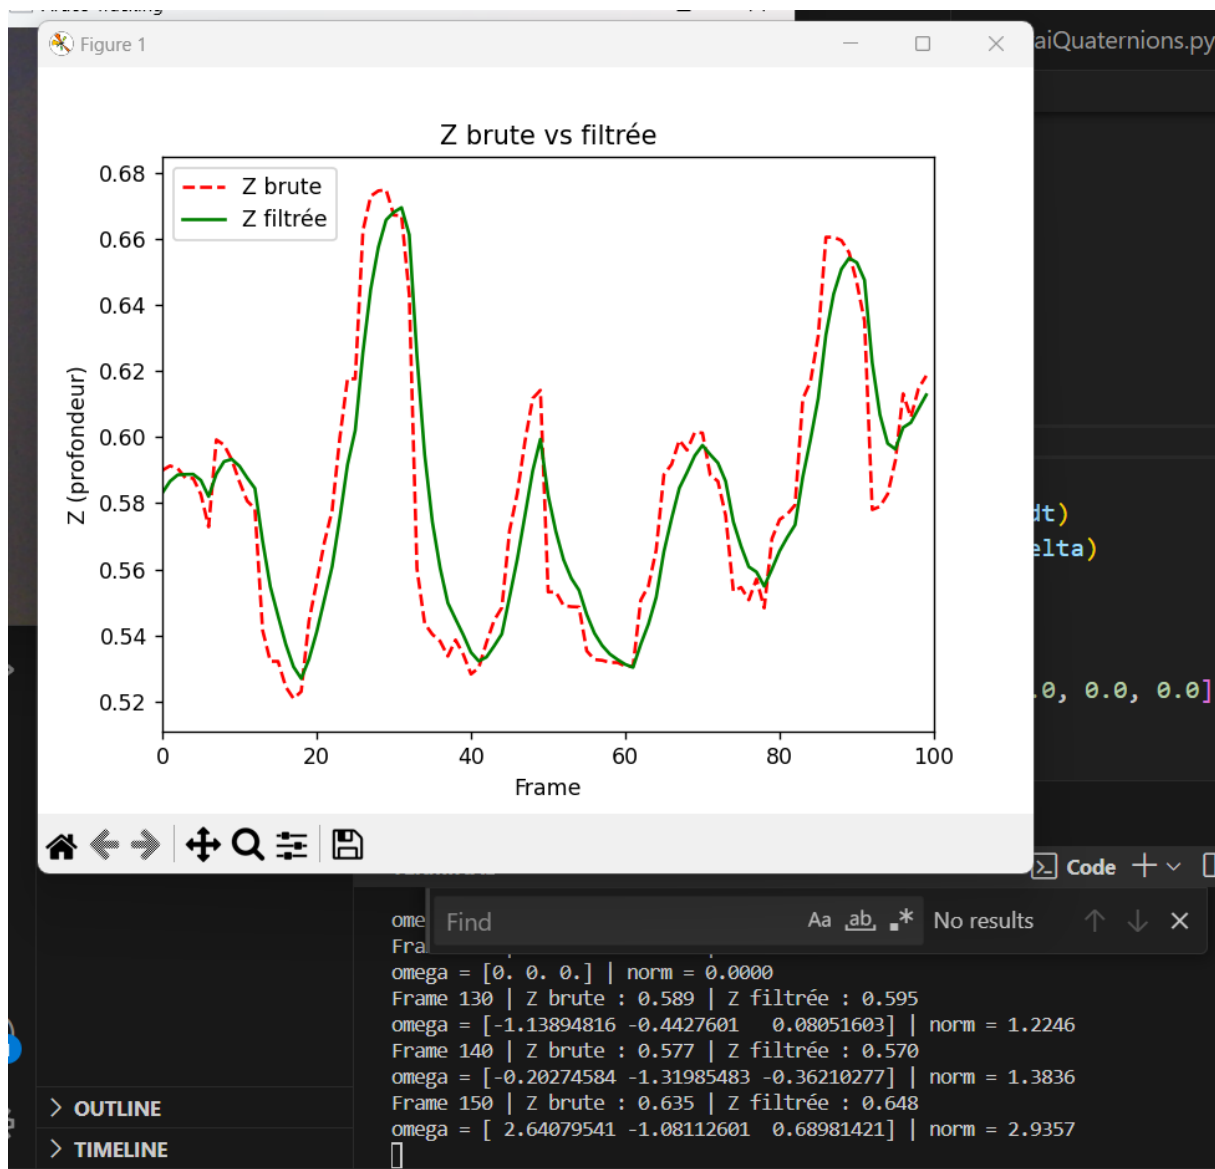 Figure 1
aiQuaternions.py
Z brute vs filtrée
Z brute
Z filtrée
0.68
0.66
0.64
0.62
0.60
0.58
0.56
0.54
0.52
Z (profondeur)
0 20 40 60 80 100
Frame
dt)
elta)
.0, 0.0, 0.0]
Code
Find
Aa ab No results
ome
Fra
omega = [0. 0. 0.] | norm = 0.0000
Frame 130 | Z brute : 0.589 | Z filtrée : 0.595
omega = [-1.13894816 -0.4427601 0.08051603] | norm = 1.2246
Frame 140 | Z brute : 0.577 | Z filtrée : 0.570
omega = [-0.20274584 -1.31985483 -0.36210277] | norm = 1.3836
Frame 150 | Z brute : 0.635 | Z filtrée : 0.648
omega = [ 2.64079541 -1.08112601 0.68981421] | norm = 2.9357
OUTLINE
TIMELINE